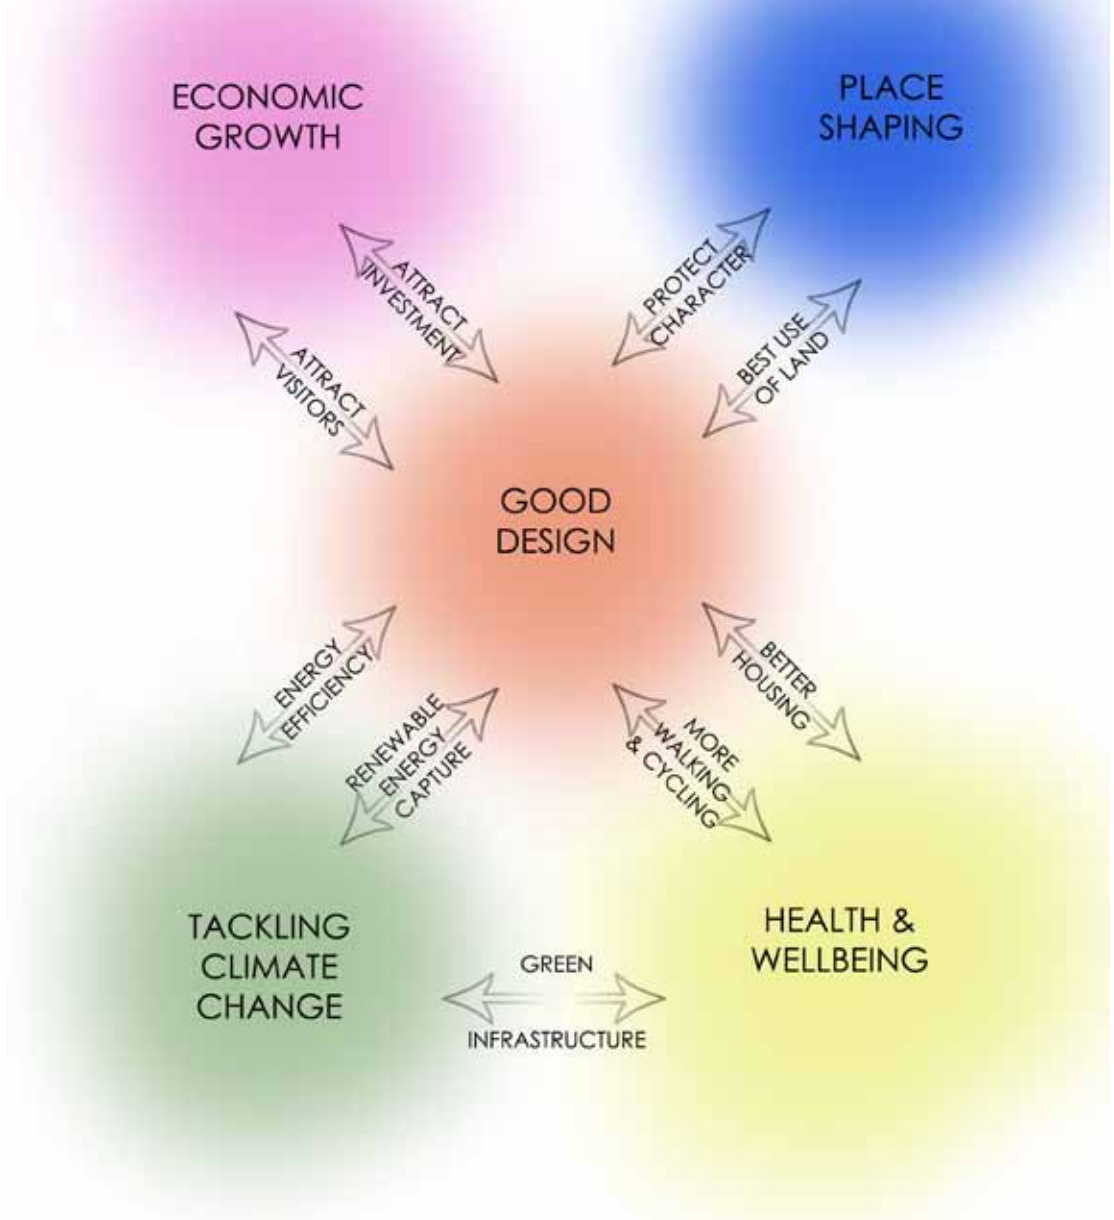 ECONOMIC
GROWTH
PLACE
SHAPING
ATTRACT
INVESTMENT
ATTRACT
VISITORS
PROTECT
CHARACTER
BEST USE
OF LAND
GOOD
DESIGN
ENERGY
EFFICIENCY
RENEWABLE
ENERGY
CAPTURE
BETTER
HOUSING
MORE
WALKING
& CYCLING
TACKLING
CLIMATE
CHANGE
GREEN
INFRASTRUCTURE
HEALTH &
WELLBEING